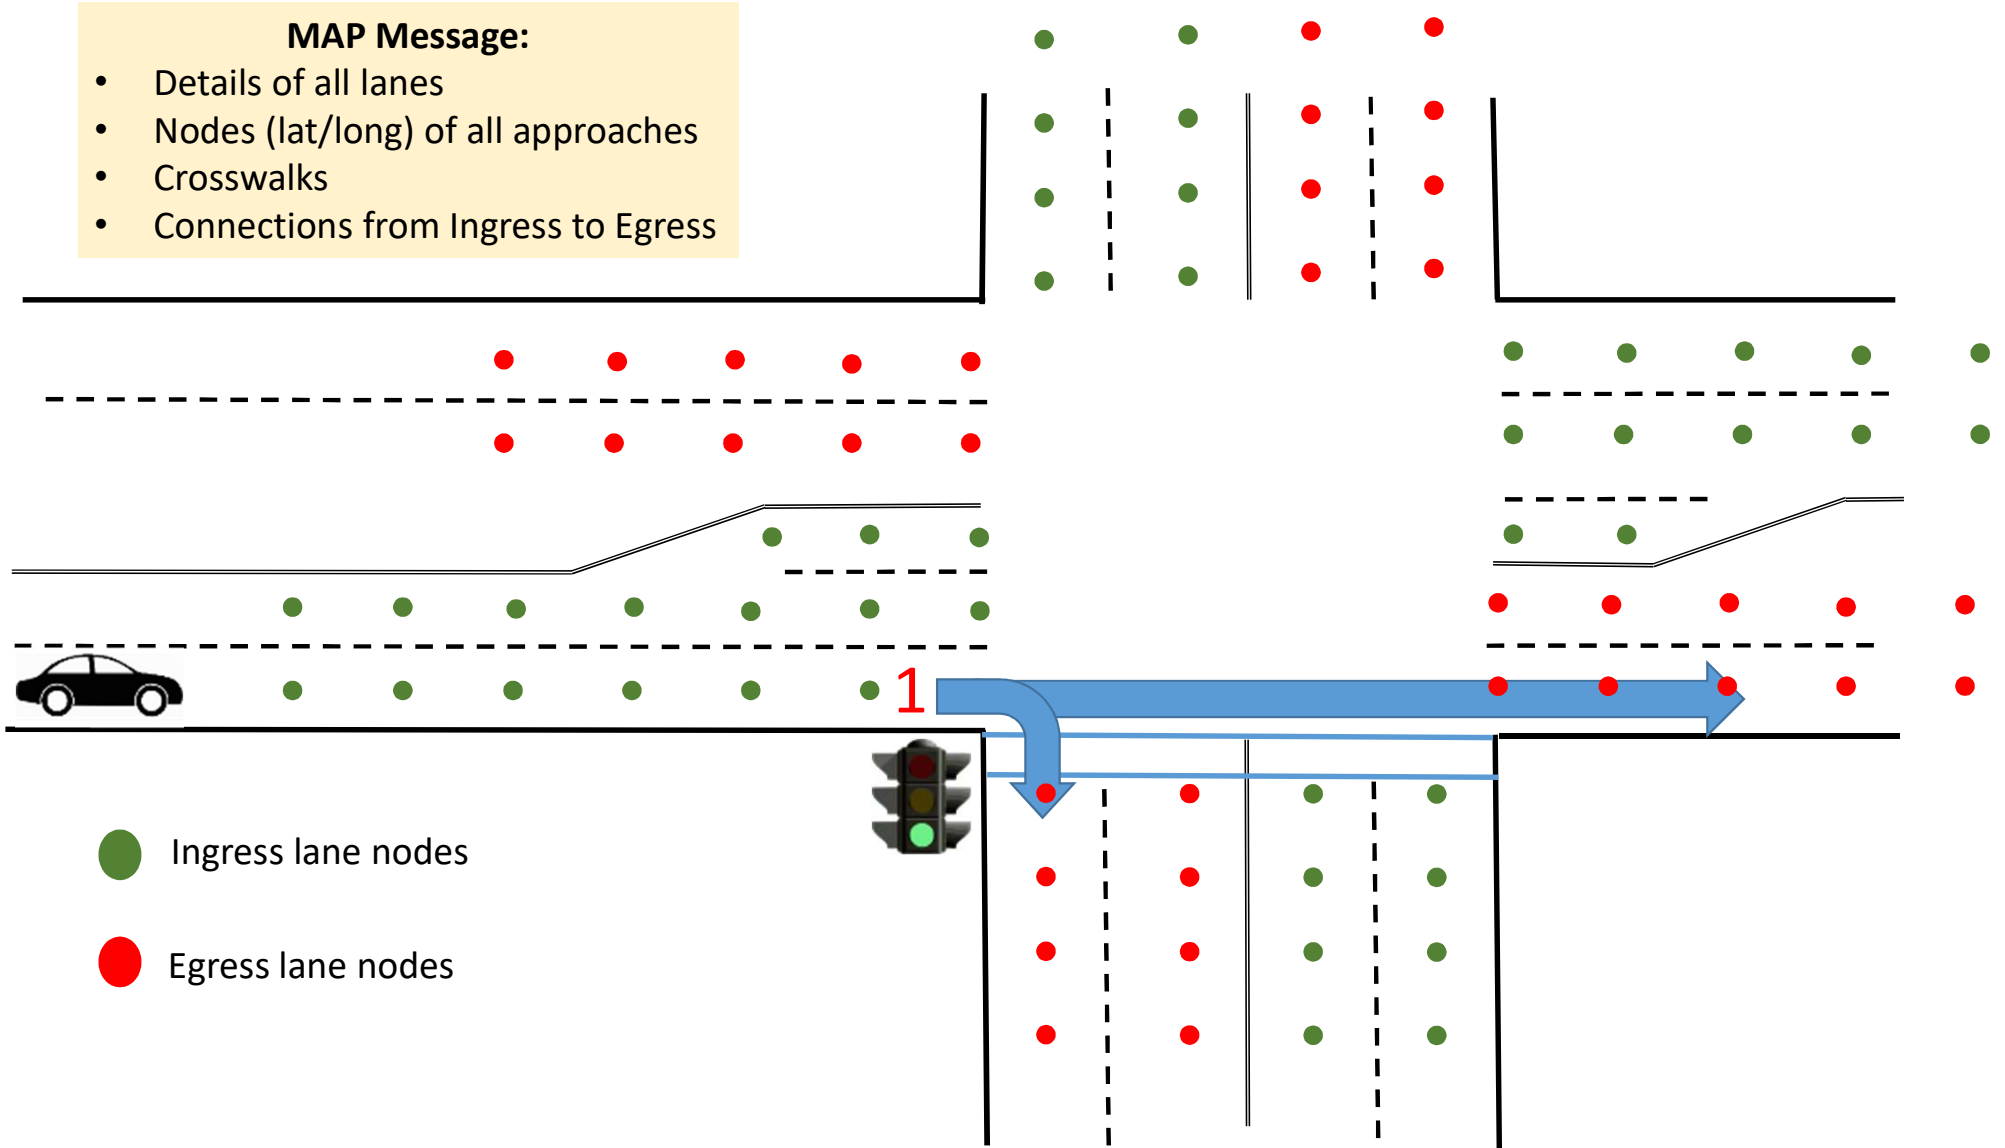 MAP Message:
• Details of all lanes
• Nodes (lat/long) of all approaches
• Crosswalks
• Connections from Ingress to Egress
1
Ingress lane nodes
Egress lane nodes